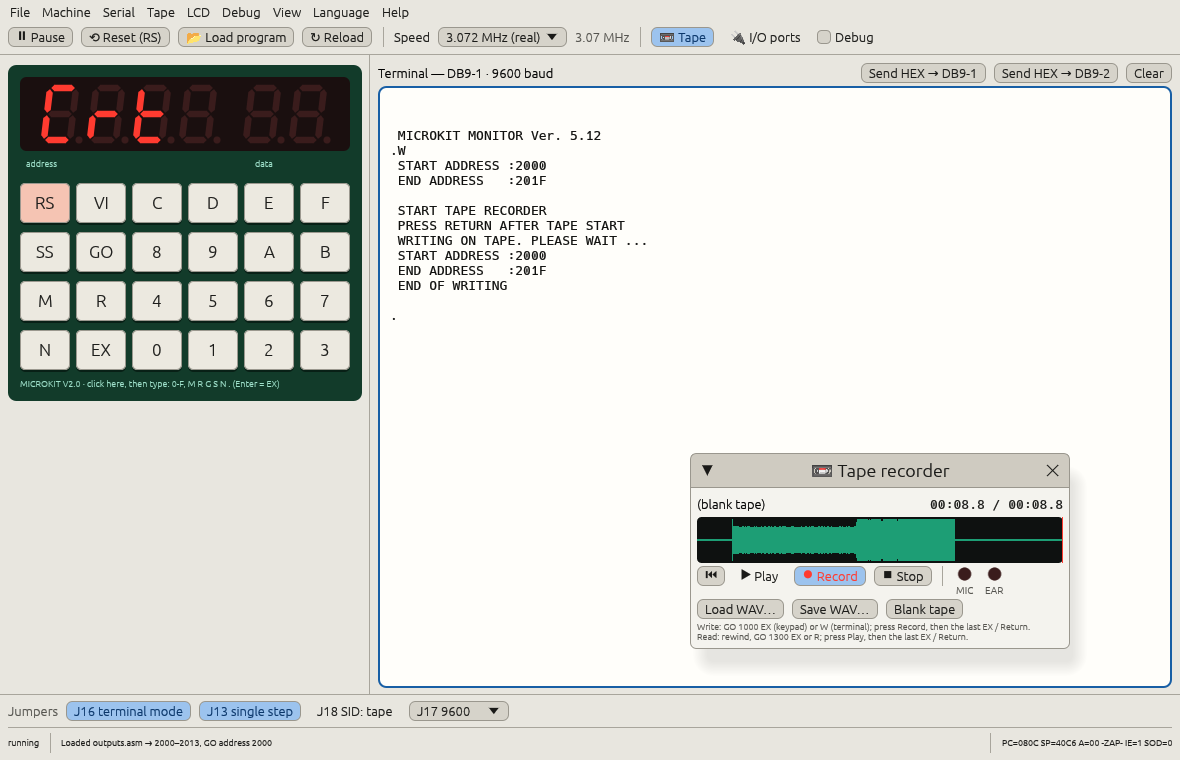 File Machine Serial Tape LCD Debug View Language Help
Pause Reset (RS) Load program Reload Speed 3.072 MHz (real) 3.07 MHz Tape I/O ports Debug
Crt
address data
RS VI C D E F
SS GO 8 9 A B
M R 4 5 6 7
N EX 0 1 2 3
MICROKIT V2.0 · click here, then type: 0-F, M R G S N . (Enter = EX)
Terminal — DB9-1 · 9600 baud Send HEX → DB9-1 Send HEX → DB9-2 Clear
MICROKIT MONITOR Ver. 5.12
.W
START ADDRESS :2000
END ADDRESS :201F
START TAPE RECORDER
PRESS RETURN AFTER TAPE START
WRITING ON TAPE. PLEASE WAIT ...
START ADDRESS :2000
END ADDRESS :201F
END OF WRITING
.
Tape recorder
(blank tape) 00:08.8 / 00:08.8
Play Record Stop MIC EAR
Load WAV... Save WAV... Blank tape
Write: GO 1000 EX (keypad) or W (terminal); press Record, then the last EX / Return.
Read: rewind, GO 1300 EX or R; press Play, then the last EX / Return.
Jumpers J16 terminal mode J13 single step J18 SID: tape J17 9600
running Loaded outputs.asm → 2000–2013, GO address 2000 PC=080C SP=40C6 A=00 -ZAP- IE=1 SOD=0